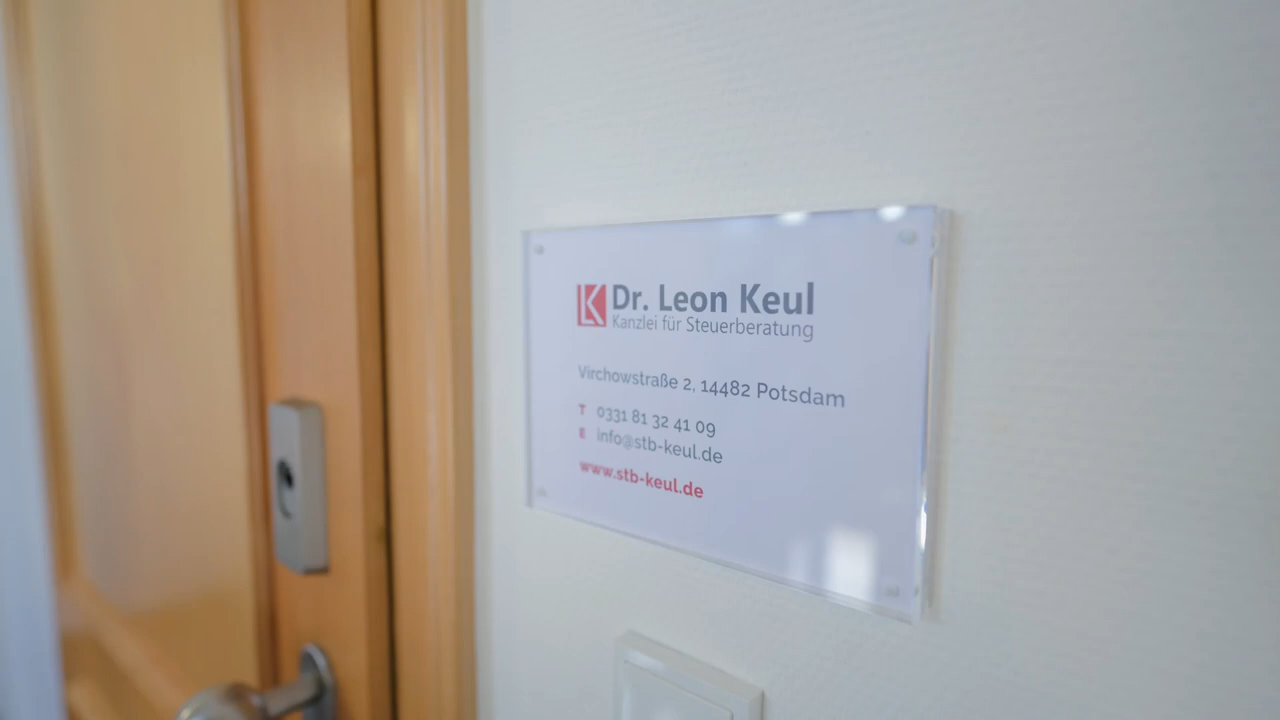 LK Dr. Leon Keul
Kanzlei für Steuerberatung
Virchowstraße 2, 14482 Potsdam
T 0331 81 32 41 09
E info@stb-keul.de
www.stb-keul.de